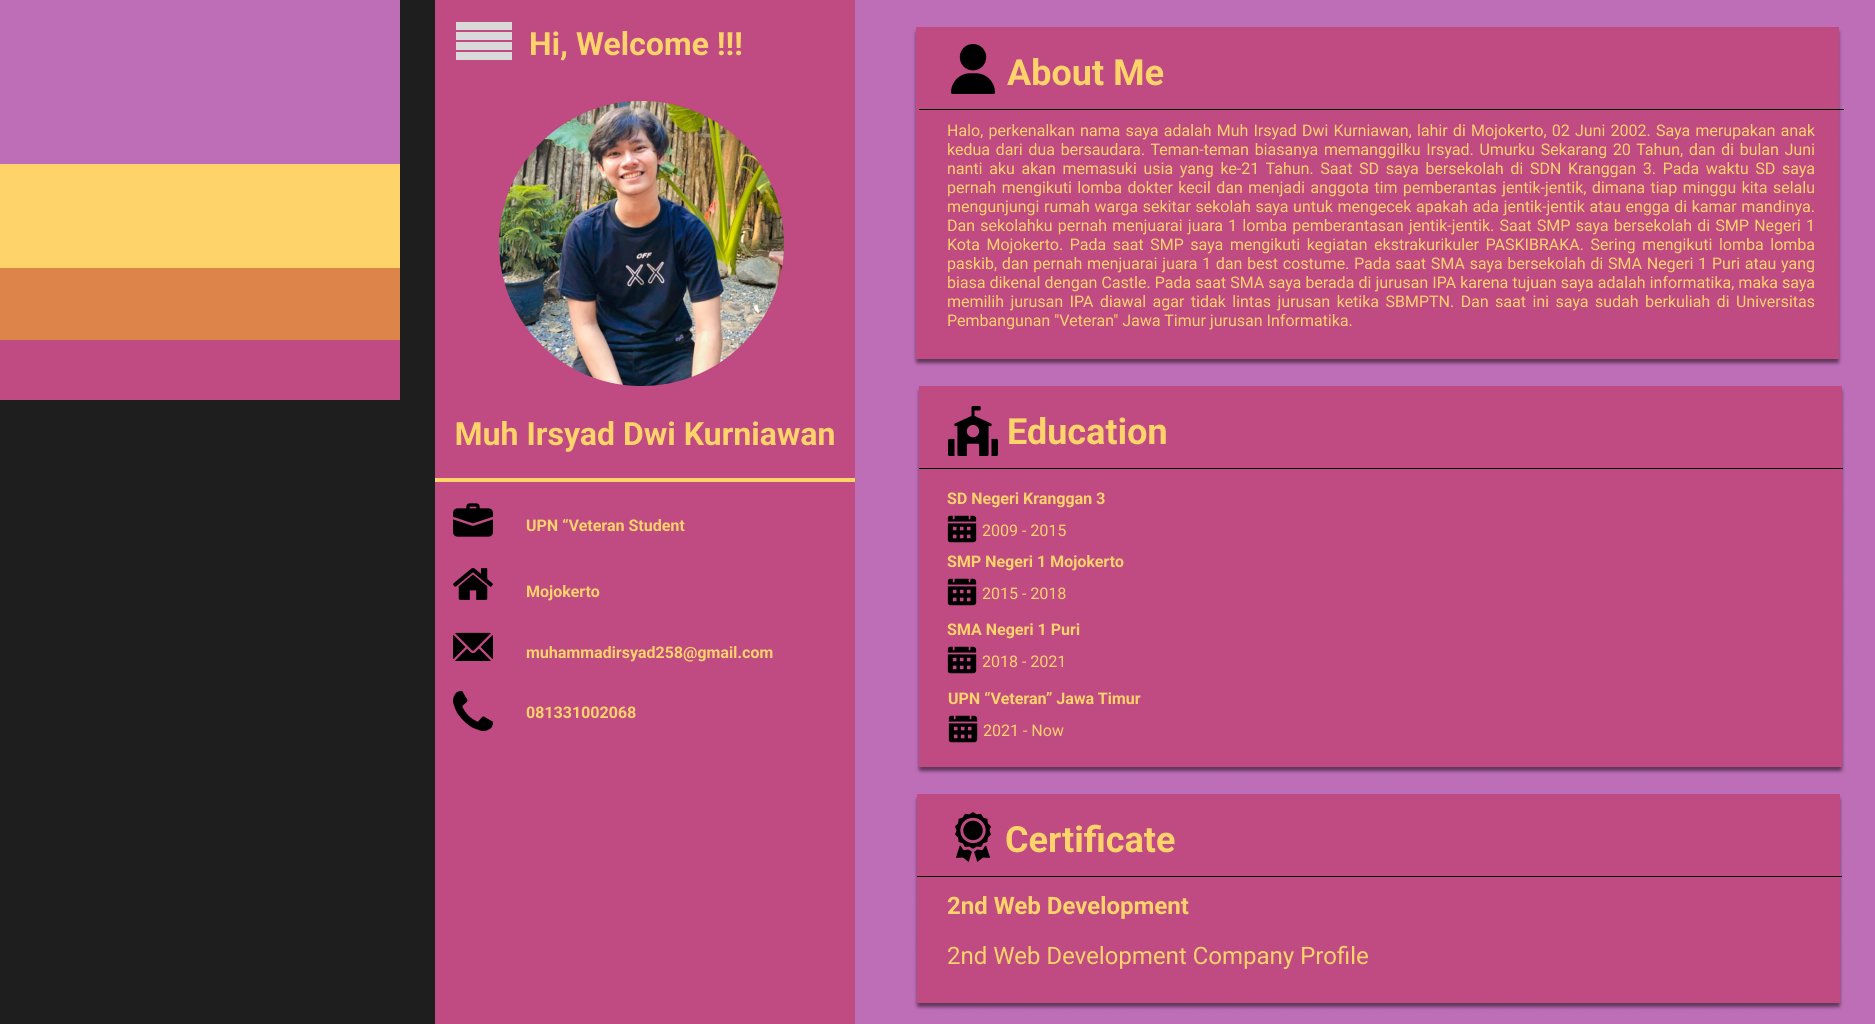 Hi, Welcome !!!
OFF
XX
Muh Irsyad Dwi Kurniawan
UPN “Veteran Student
Mojokerto
muhammadirsyad258@gmail.com
081331002068
About Me
Halo, perkenalkan nama saya adalah Muh Irsyad Dwi Kurniawan, lahir di Mojokerto, 02 Juni 2002. Saya merupakan anak
kedua dari dua bersaudara. Teman-teman biasanya memanggilku Irsyad. Umurku Sekarang 20 Tahun, dan di bulan Juni
nanti aku akan memasuki usia yang ke-21 Tahun. Saat SD saya bersekolah di SDN Kranggan 3. Pada waktu SD saya
pernah mengikuti lomba dokter kecil dan menjadi anggota tim pemberantas jentik-jentik, dimana tiap minggu kita selalu
mengunjungi rumah warga sekitar sekolah saya untuk mengecek apakah ada jentik-jentik atau engga di kamar mandinya.
Dan sekolahku pernah menjuarai juara 1 lomba pemberantasan jentik-jentik. Saat SMP saya bersekolah di SMP Negeri 1
Kota Mojokerto. Pada saat SMP saya mengikuti kegiatan ekstrakurikuler PASKIBRAKA. Sering mengikuti lomba lomba
paskib, dan pernah menjuarai juara 1 dan best costume. Pada saat SMA saya bersekolah di SMA Negeri 1 Puri atau yang
biasa dikenal dengan Castle. Pada saat SMA saya berada di jurusan IPA karena tujuan saya adalah informatika, maka saya
memilih jurusan IPA diawal agar tidak lintas jurusan ketika SBMPTN. Dan saat ini saya sudah berkuliah di Universitas
Pembangunan "Veteran" Jawa Timur jurusan Informatika.
Education
SD Negeri Kranggan 3
2009 - 2015
SMP Negeri 1 Mojokerto
2015 - 2018
SMA Negeri 1 Puri
2018 - 2021
UPN “Veteran” Jawa Timur
2021 - Now
Certificate
2nd Web Development
2nd Web Development Company Profile